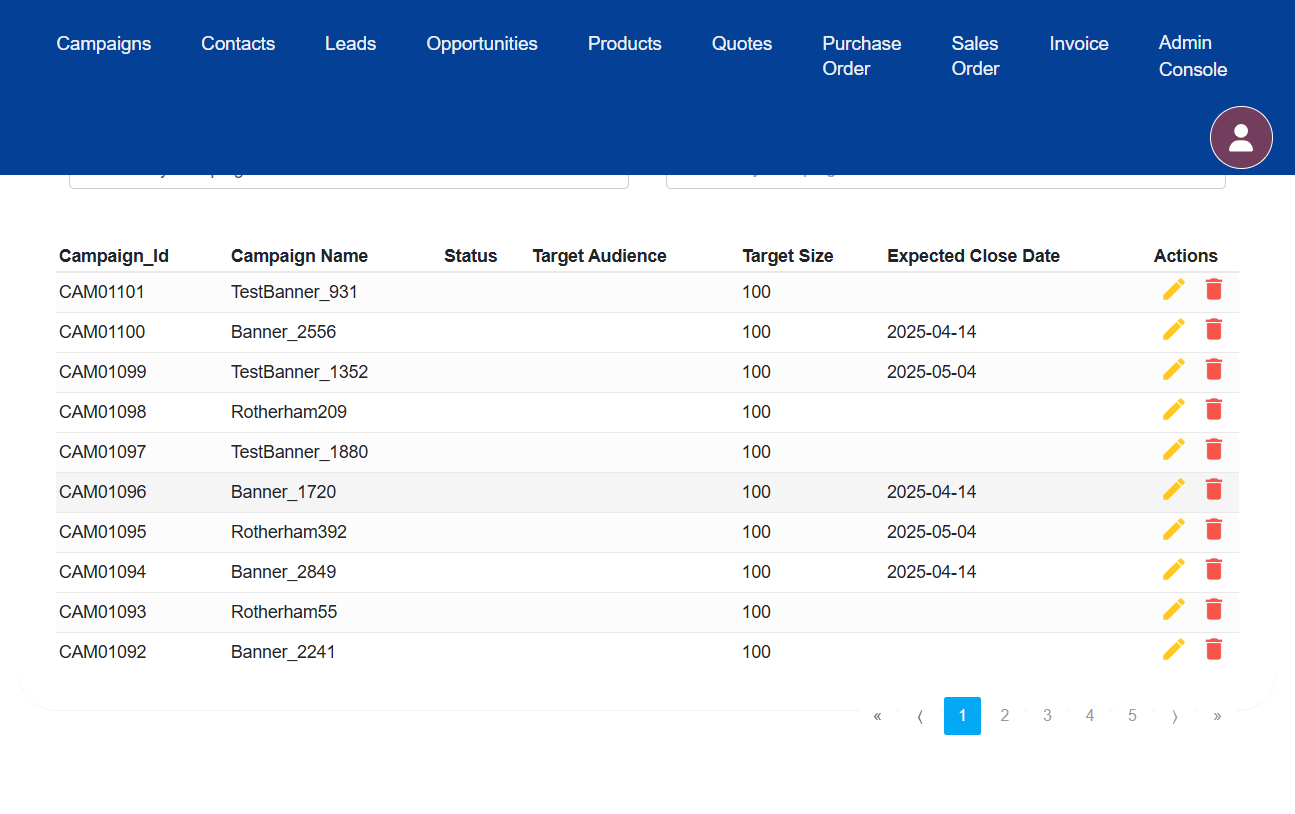 Campaigns Contacts Leads Opportunities Products Quotes Purchase Order Sales Order Invoice Admin Console
Campaign_Id Campaign Name Status Target Audience Target Size Expected Close Date Actions
CAM01101 TestBanner_931 100
CAM01100 Banner_2556 100 2025-04-14
CAM01099 TestBanner_1352 100 2025-05-04
CAM01098 Rotherham209 100
CAM01097 TestBanner_1880 100
CAM01096 Banner_1720 100 2025-04-14
CAM01095 Rotherham392 100 2025-05-04
CAM01094 Banner_2849 100 2025-04-14
CAM01093 Rotherham55 100
CAM01092 Banner_2241 100
« ⟨ 1 2 3 4 5 ⟩ »